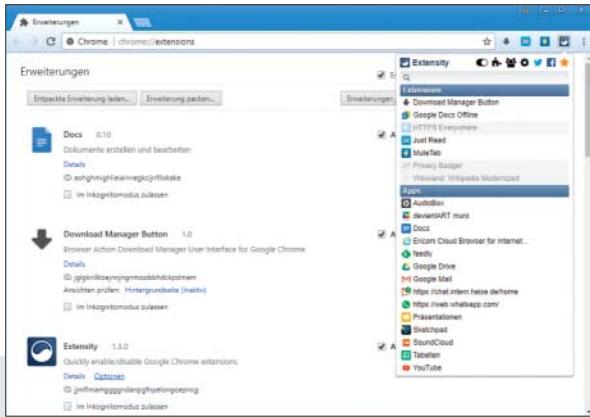 Erweiterungen
Chrome | chrome://extensions
Erweiterungen
Entpackte Erweiterung laden...
Erweiterung packen...
Erweiterungen
Docs 0.10
Dokumente erstellen und bearbeiten
Details
Im Inkognitomodus zulassen
Download Manager Button 1.0
Browser Action Download Manager User Interface for Google Chrome
Details
Ansichten prüfen: Hintergrundseite (Inaktiv)
Im Inkognitomodus zulassen
Extensity 1.3.0
Quickly enable/disable Google Chrome extensions
Details Optionen
Im Inkognitomodus zulassen
Extensity
Extensions
Download Manager Button
Google Docs Offline
HTTPS Everywhere
Just Read
MuteTab
Privacy Badger
Wikiwand: Wikipedia Modernized
Apps
AudioBox
deviantART muro
Docs
Ericom Cloud Browser for Internet...
feedly
Google Drive
Google Mail
https://chat.intern.heise.de/home
https://web.whatsapp.com/
Präsentationen
Sketchpad
SoundCloud
Tabellen
YouTube